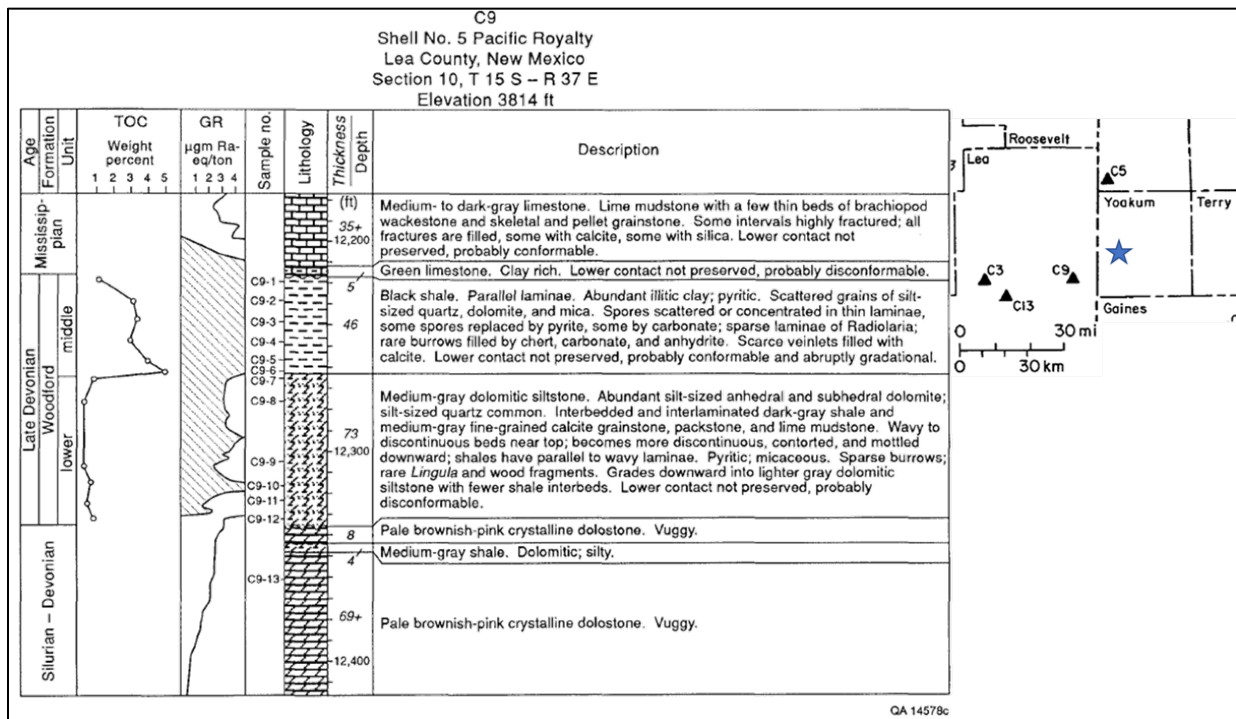 C9
Shell No. 5 Pacific Royalty
Lea County, New Mexico
Section 10, T 15 S – R 37 E
Elevation 3814 ft
Age
Formation
Unit
TOC
Weight
percent
1 2 3 4 5
GR
µgm Ra-
eq/ton
1 2 3 4
Sample no.
Lithology
Thickness
Depth
Description
(ft)
35+
12,200
5
46
73
12,300
8
4
69+
12,400
Mississip-
pian
Late Devonian
Woodford
middle
lower
Silurian – Devonian
C9-1
C9-2
C9-3
C9-4
C9-5
C9-6
C9-7
C9-8
C9-9
C9-10
C9-11
C9-12
C9-13
Medium- to dark-gray limestone. Lime mudstone with a few thin beds of brachiopod
wackestone and skeletal and pellet grainstone. Some intervals highly fractured; all
fractures are filled, some with calcite, some with silica. Lower contact not
preserved, probably conformable.
Green limestone. Clay rich. Lower contact not preserved, probably disconformable.
Black shale. Parallel laminae. Abundant illitic clay; pyritic. Scattered grains of silt-
sized quartz, dolomite, and mica. Spores scattered or concentrated in thin laminae,
some spores replaced by pyrite, some by carbonate; sparse laminae of Radiolaria;
rare burrows filled by chert, carbonate, and anhydrite. Scarce veinlets filled with
calcite. Lower contact not preserved, probably conformable and abruptly gradational.
Medium-gray dolomitic siltstone. Abundant silt-sized anhedral and subhedral dolomite;
silt-sized quartz common. Interbedded and interlaminated dark-gray shale and
medium-gray fine-grained calcite grainstone, packstone, and lime mudstone. Wavy to
discontinuous beds near top; becomes more discontinuous, contorted, and mottled
downward; shales have parallel to wavy laminae. Pyritic; micaceous. Sparse burrows;
rare Lingula and wood fragments. Grades downward into lighter gray dolomitic
siltstone with fewer shale interbeds. Lower contact not preserved, probably
disconformable.
Pale brownish-pink crystalline dolostone. Vuggy.
Medium-gray shale. Dolomitic; silty.
Pale brownish-pink crystalline dolostone. Vuggy.
QA 14578c
Roosevelt
Lea
C5
Yoakum
Terry
C3
C9
C13
Gaines
0 30 mi
0 30 km